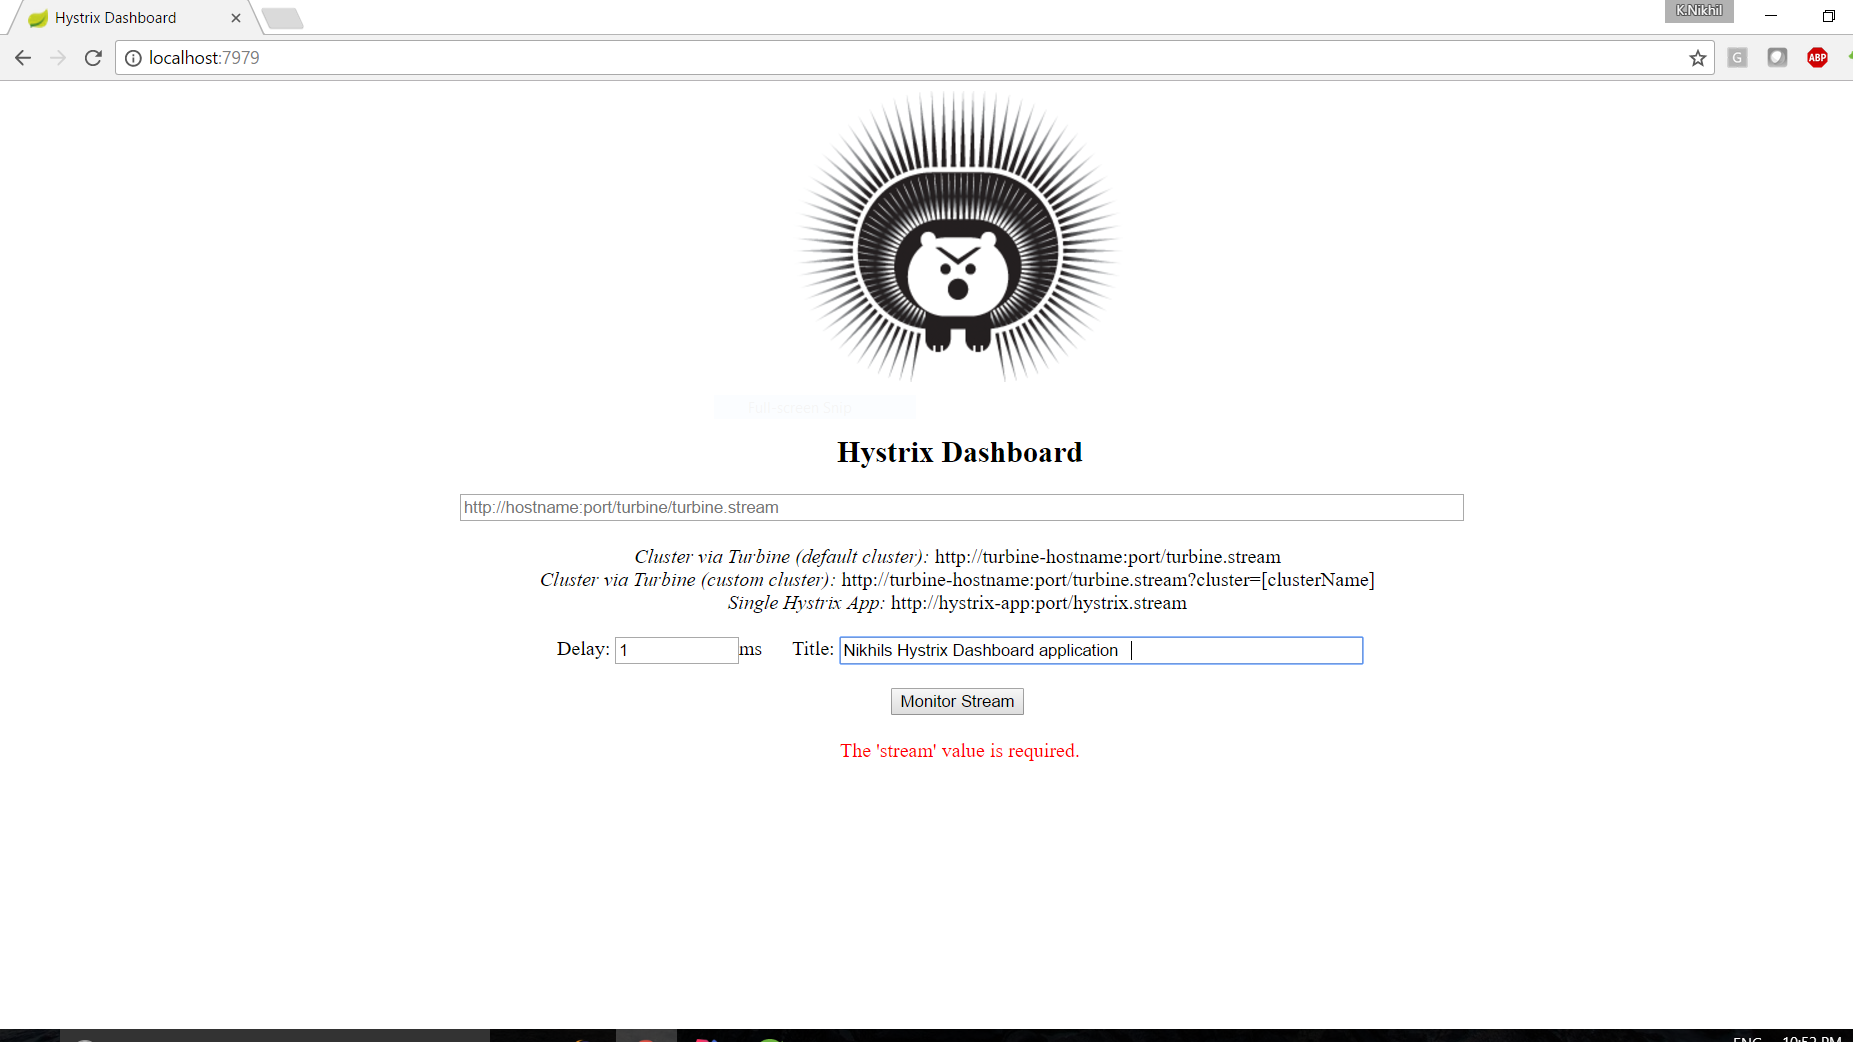 Hystrix Dashboard
K.Nikhil
localhost:7979
G
ABP
Full-screen Snip
Hystrix Dashboard
http://hostname:port/turbine/turbine.stream
Cluster via Turbine (default cluster): http://turbine-hostname:port/turbine.stream
Cluster via Turbine (custom cluster): http://turbine-hostname:port/turbine.stream?cluster=[clusterName]
Single Hystrix App: http://hystrix-app:port/hystrix.stream
Delay: 1 ms Title: Nikhils Hystrix Dashboard application
Monitor Stream
The 'stream' value is required.
ENG 10:52 PM